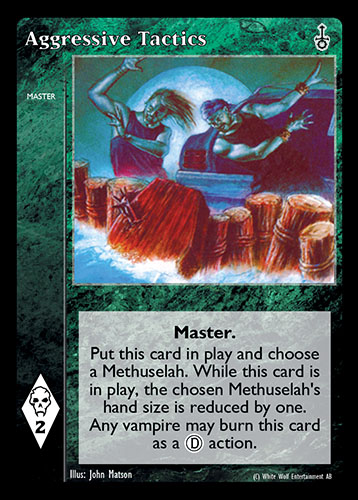 Aggressive Tactics
MASTER
Master.
Put this card in play and choose
a Methuselah. While this card is
in play, the chosen Methuselah's
hand size is reduced by one.
Any vampire may burn this card
as a Ⓓ action.
2
Illus: John Matson
(C) White Wolf Entertainment AB